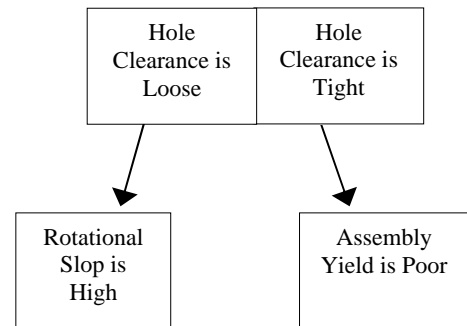 Hole
Clearance is
Loose
Hole
Clearance is
Tight
Rotational
Slop is
High
Assembly
Yield is Poor